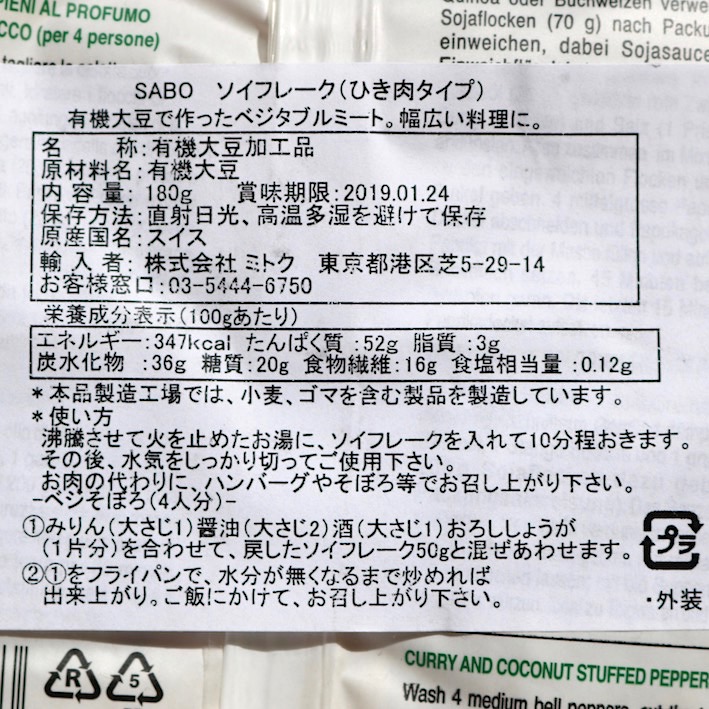 PIENI AL PROFUMO
CCO (per 4 persone)
Sojaflocken (70 g) nach Packu
einweichen, dabei Sojasauce
SABO ソイフレーク(ひき肉タイプ)
有機大豆で作ったベジタブルミート。幅広い料理に。
名 称:有機大豆加工品
原材料名:有機大豆
内容量:180g 賞味期限:2019.01.24
保存方法:直射日光、高温多湿を避けて保存
原産国名:スイス
輸入者:株式会社ミトク 東京都港区芝5-29-14
お客様窓口:03-5444-6750
栄養成分表示(100gあたり)
エネルギー:347kcal たんぱく質:52g 脂質:3g
炭水化物:36g 糖質:20g 食物繊維:16g 食塩相当量:0.12g
*本品製造工場では、小麦、ゴマを含む製品を製造しています。
*使い方
沸騰させて火を止めたお湯に、ソイフレークを入れて10分程おきます。
その後、水気をしっかり切ってご使用下さい。
お肉の代わりに、ハンバーグやそぼろ等でお召し上がり下さい。
-ベジそぼろ(4人分)-
①みりん(大さじ1)醤油(大さじ2)酒(大さじ1)おろししょうが
(1片分)を合わせて、戻したソイフレーク50gと混ぜあわせます。
②①をフライパンで、水分が無くなるまで炒めれば
出来上がり。ご飯にかけて、お召し上がり下さい。
プラ
・外装
R 5
CURRY AND COCONUT STUFFED PEPPER
Wash 4 medium bell peppers,